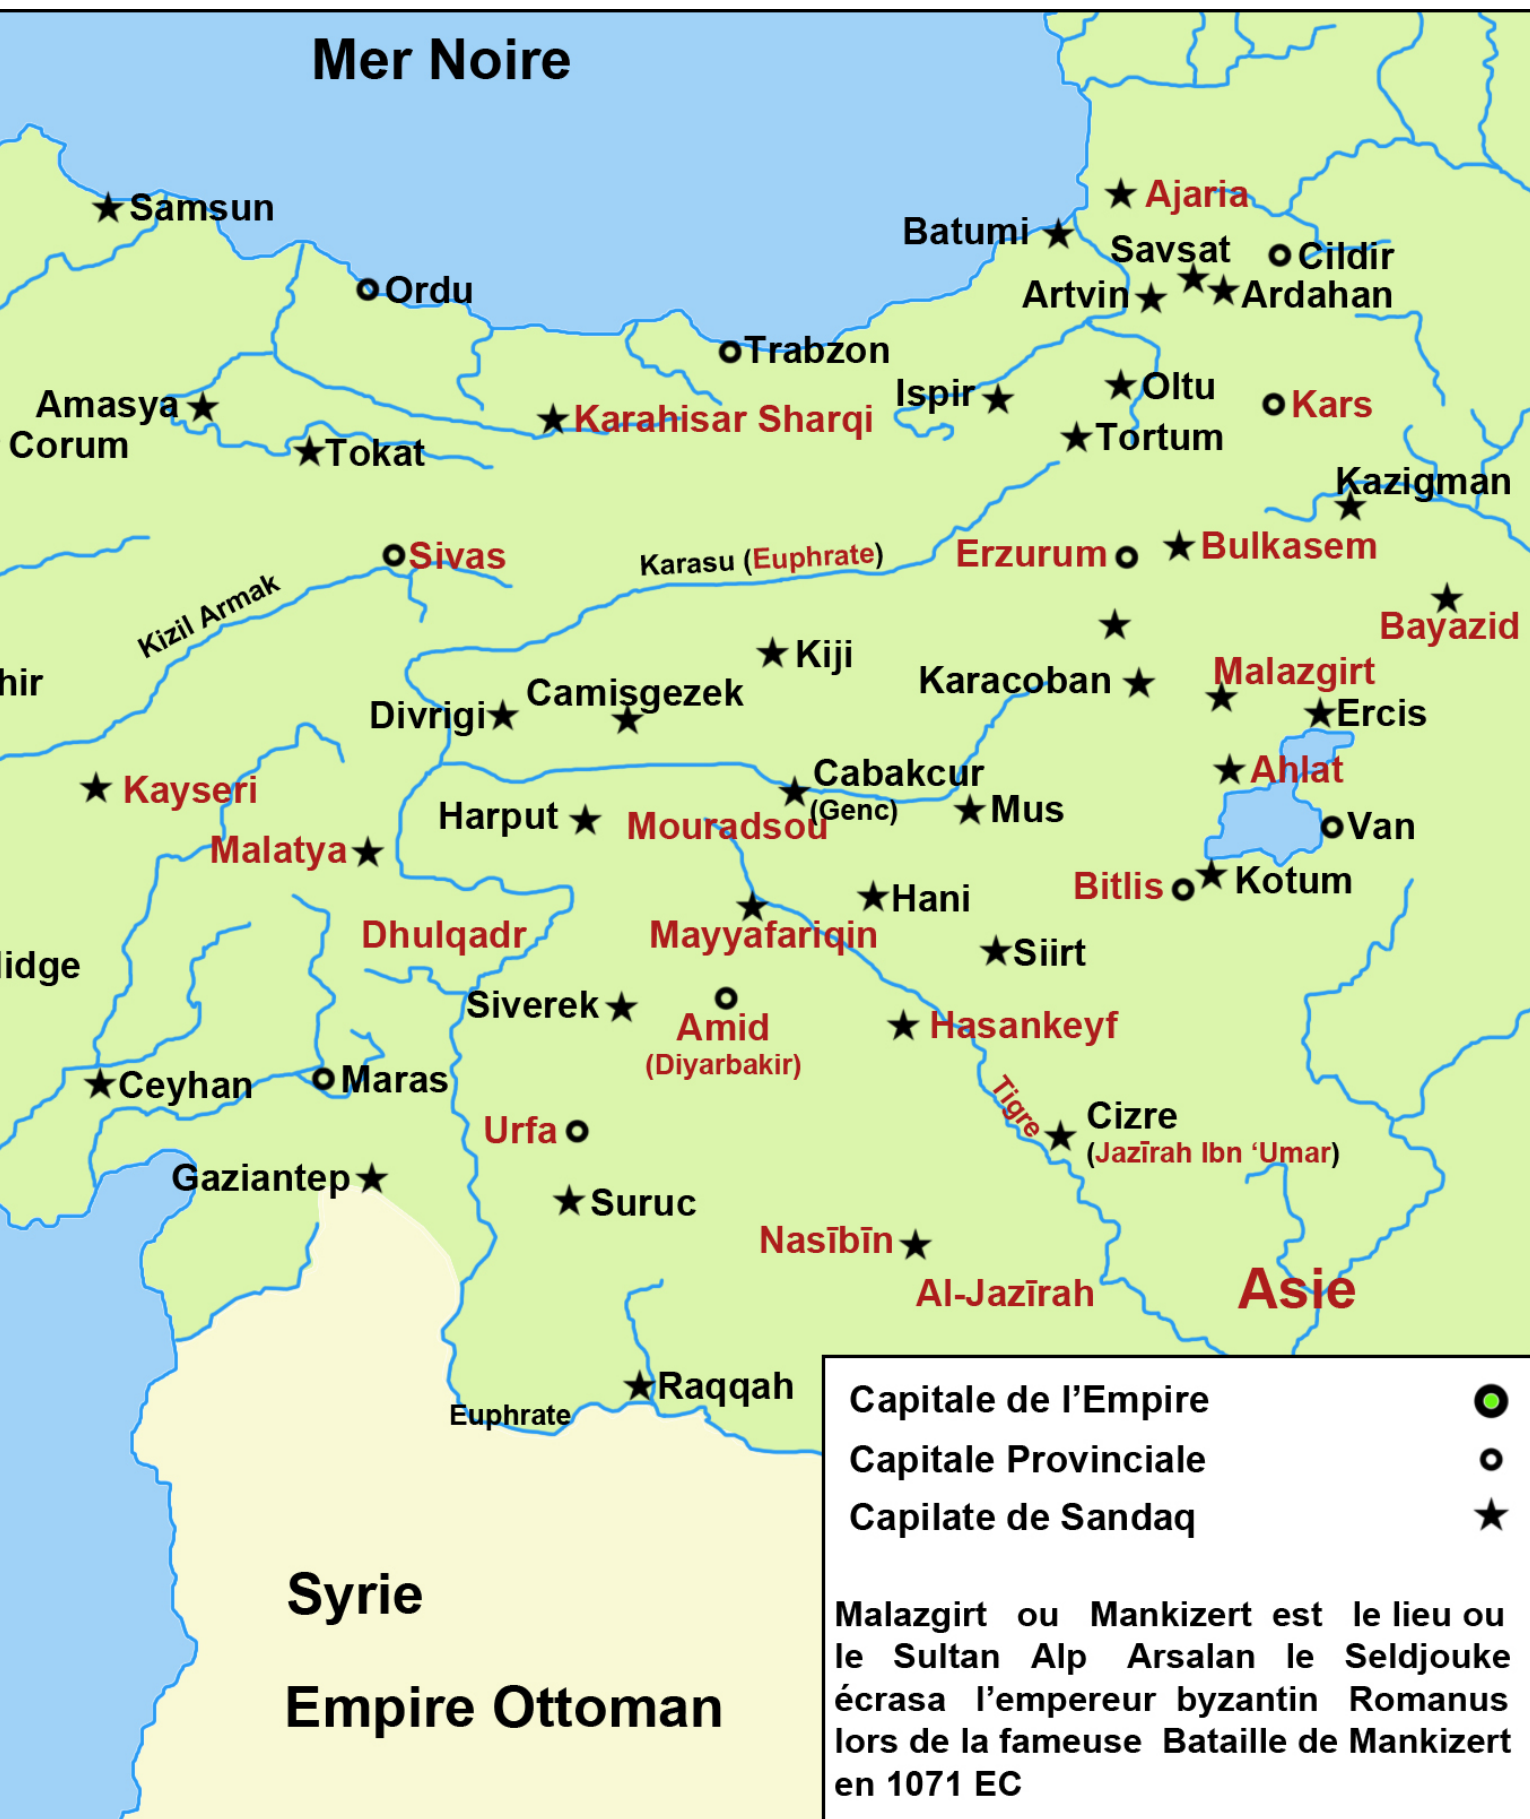 Mer Noire
Samsun
Ajaria
Batumi
Savsat
Cildir
Ordu
Artvin
Ardahan
Trabzon
Amasya
Ispir
Oltu
Kars
Corum
Karahisar Sharqi
Tokat
Tortum
Kazigman
Sivas
Karasu (Euphrate)
Erzurum
Bulkasem
Kizil Armak
Bayazid
hir
Kiji
Karacoban
Malazgirt
Divrigi
Camisgezek
Ercis
Kayseri
Cabakcur
(Genc)
Ahlat
Harput
Mouradsou
Mus
Van
Malatya
Bitlis
Kotum
Hani
Dhulqadr
Mayyafariqin
Siirt
lidge
Siverek
Amid
(Diyarbakir)
Hasankeyf
Ceyhan
Maras
Tigre
Cizre
(Jazīrah Ibn ‘Umar)
Urfa
Gaziantep
Suruc
Nasībīn
Al-Jazīrah
Asie
Raqqah
Euphrate
Capitale de l’Empire
Capitale Provinciale
Capilate de Sandaq
Syrie
Empire Ottoman
Malazgirt ou Mankizert est le lieu ou
le Sultan Alp Arsalan le Seldjouke
écrasa l’empereur byzantin Romanus
lors de la fameuse Bataille de Mankizert
en 1071 EC